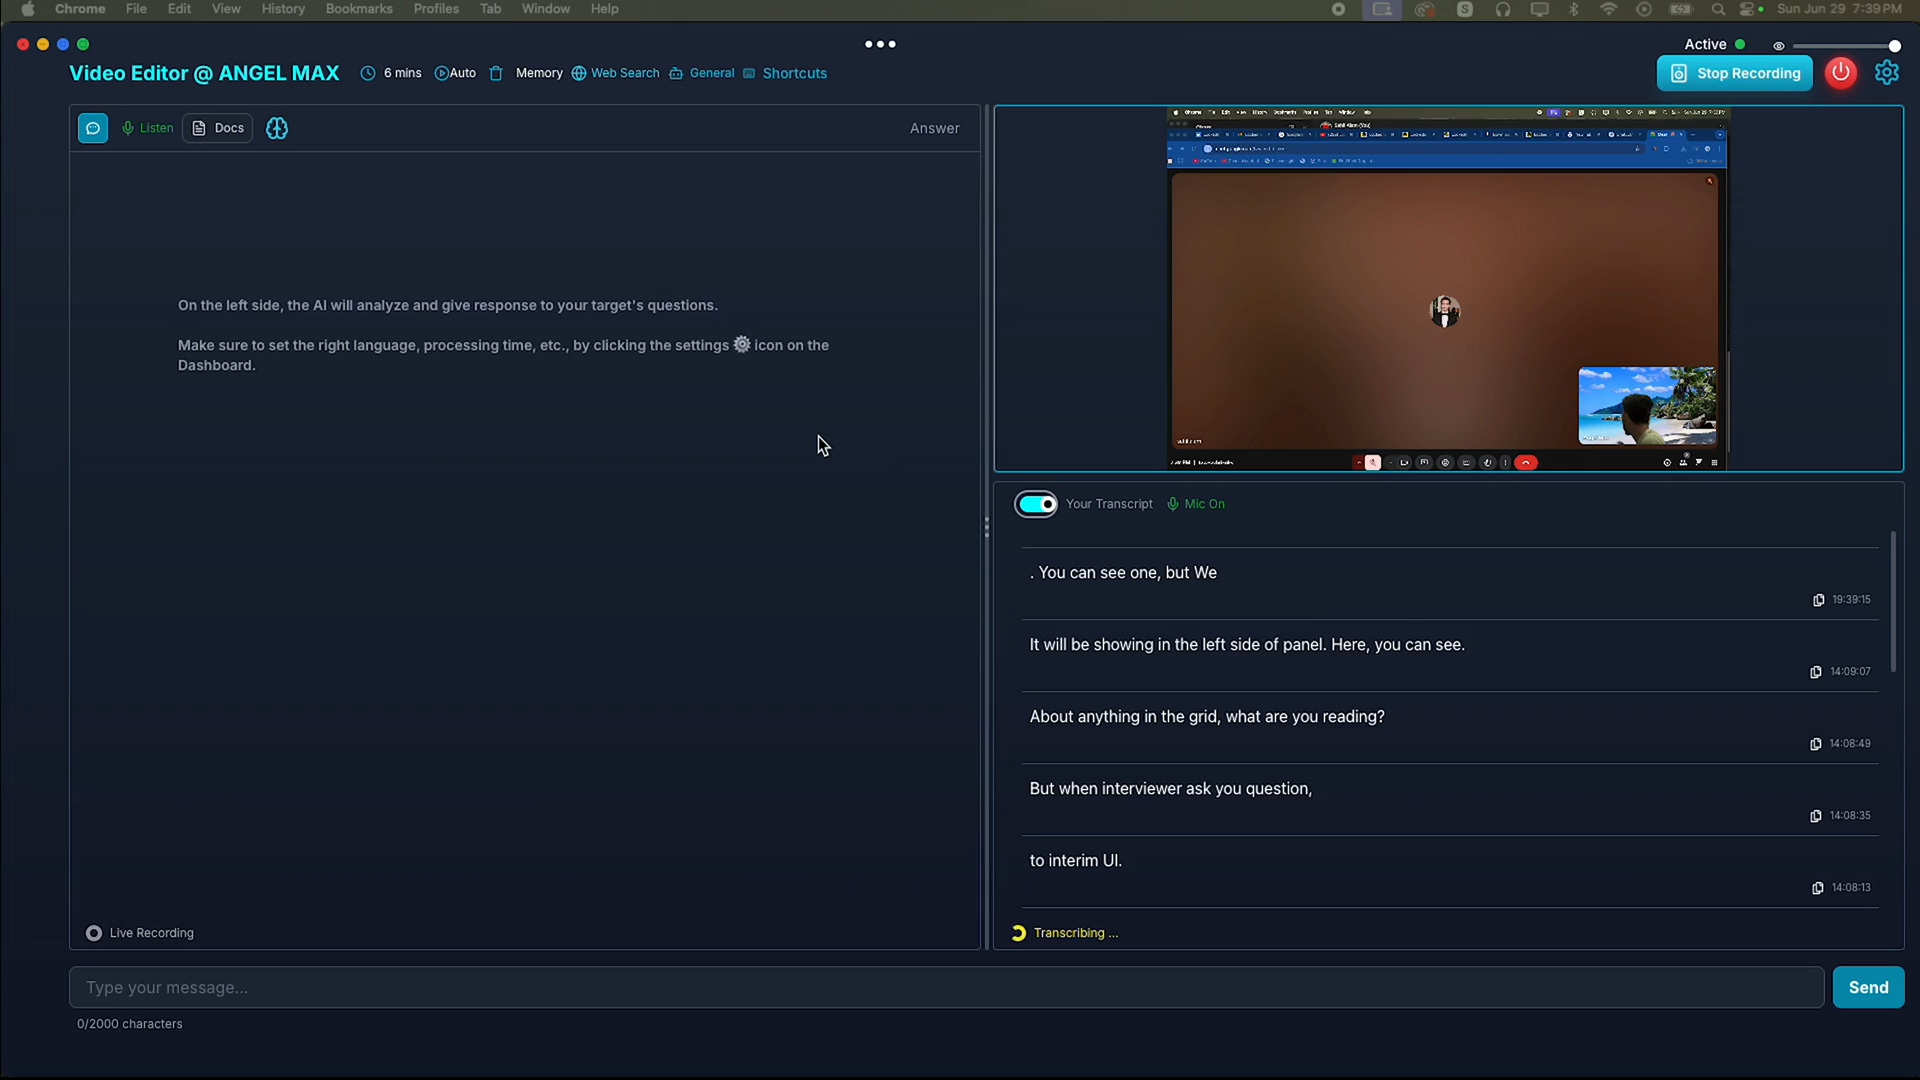 Chrome File Edit View History Bookmarks Profiles Tab Window Help Sun Jun 29 7:39 PM
Active
Video Editor @ ANGEL MAX 6 mins Auto Memory Web Search General Shortcuts Stop Recording
Listen Docs Answer
On the left side, the AI will analyze and give response to your target's questions.
Make sure to set the right language, processing time, etc., by clicking the settings icon on the
Dashboard.
Live Recording
Your Transcript Mic On
. You can see one, but We
19:39:15
It will be showing in the left side of panel. Here, you can see.
14:09:07
About anything in the grid, what are you reading?
14:08:49
But when interviewer ask you question,
14:08:35
to interim UI.
14:08:13
Transcribing ...
Type your message...
Send
0/2000 characters